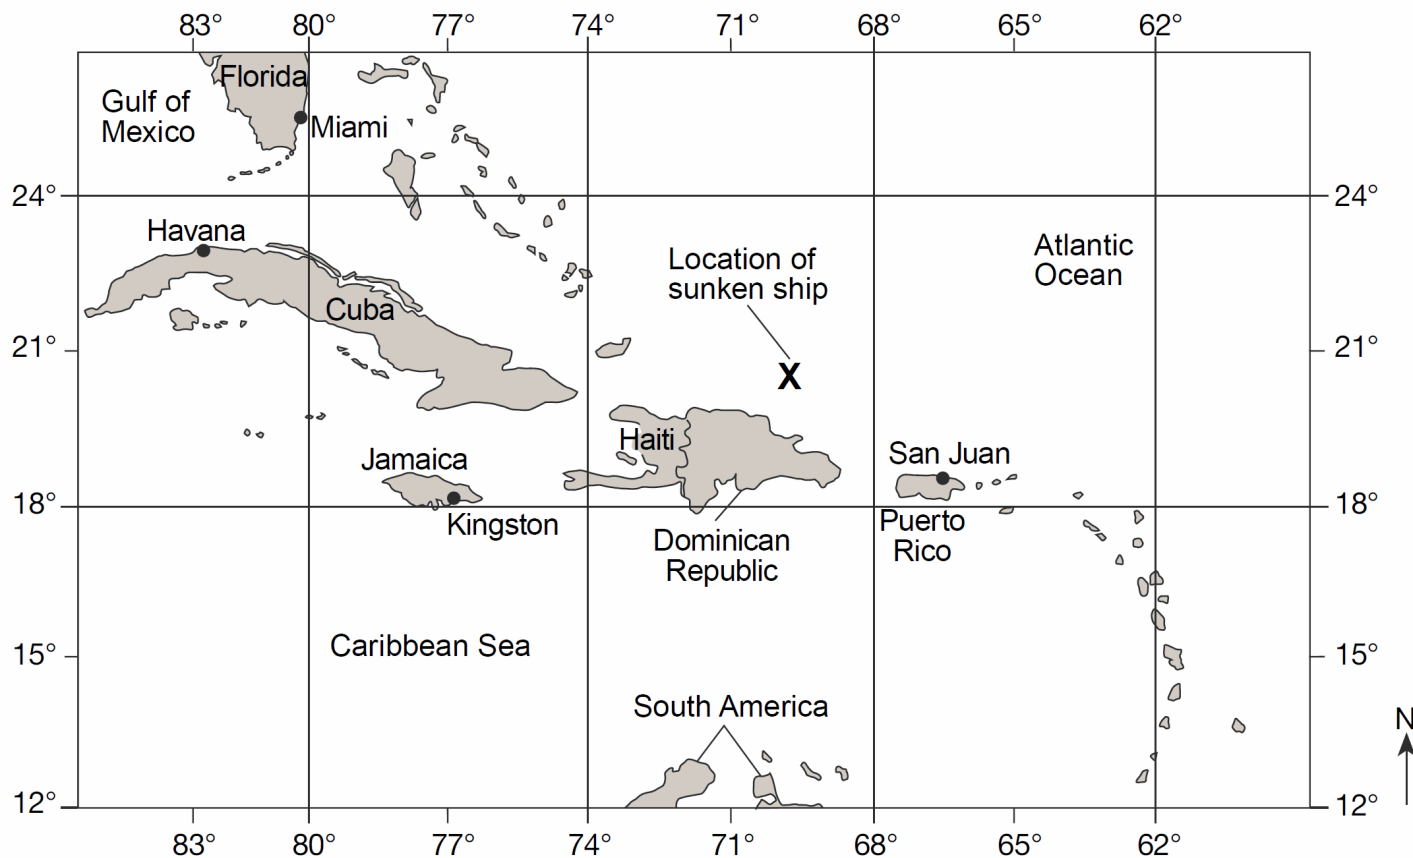 83° 80° 77° 74° 71° 68° 65° 62°
Florida
Gulf of
Mexico
Miami
24° 24°
Havana
Atlantic
Ocean
Location of
sunken ship
Cuba
21° 21°
X
Haiti
San Juan
Jamaica
18° 18°
Kingston
Puerto
Rico
Dominican
Republic
Caribbean Sea
15° 15°
South America
N
12° 12°
83° 80° 77° 74° 71° 68° 65° 62°